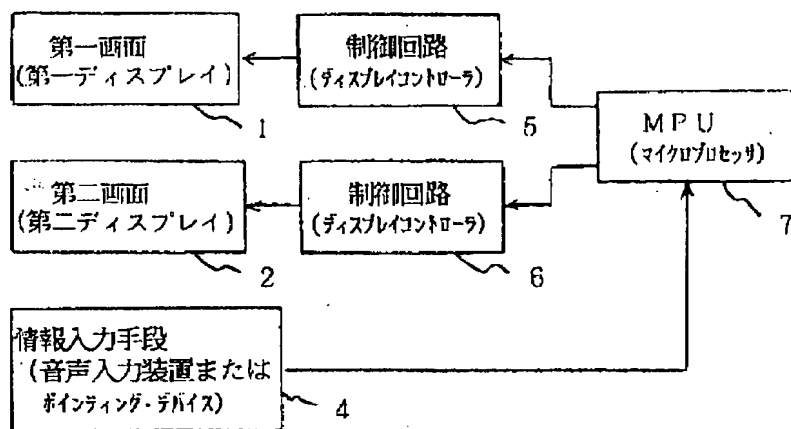 第一画面
(第一ディスプレイ)
1
制御回路
(ディスプレイコントローラ)
5
MPU
(マイクロプロセッサ)
7
第二画面
(第二ディスプレイ)
2
制御回路
(ディスプレイコントローラ)
6
情報入力手段
(音声入力装置または
ポインティング・デバイス)
4